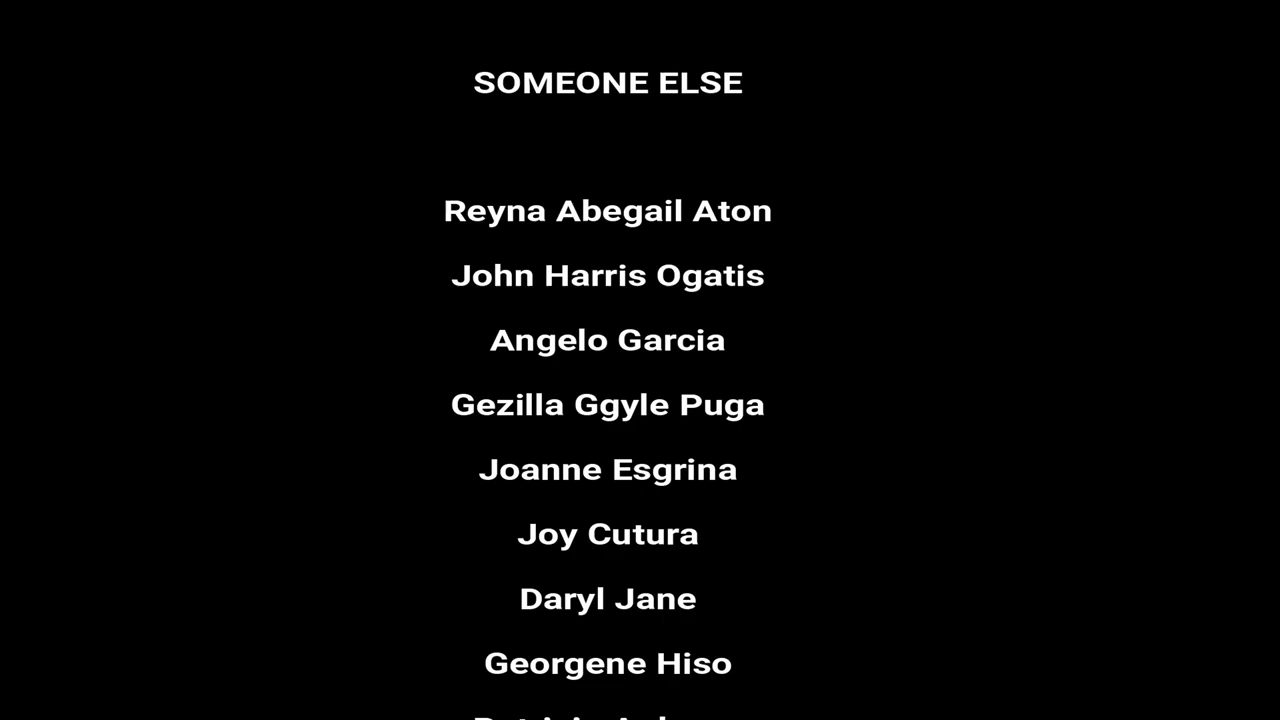 SOMEONE ELSE
Reyna Abegail Aton
John Harris Ogatis
Angelo Garcia
Gezilla Ggyle Puga
Joanne Esgrina
Joy Cutura
Daryl Jane
Georgene Hiso